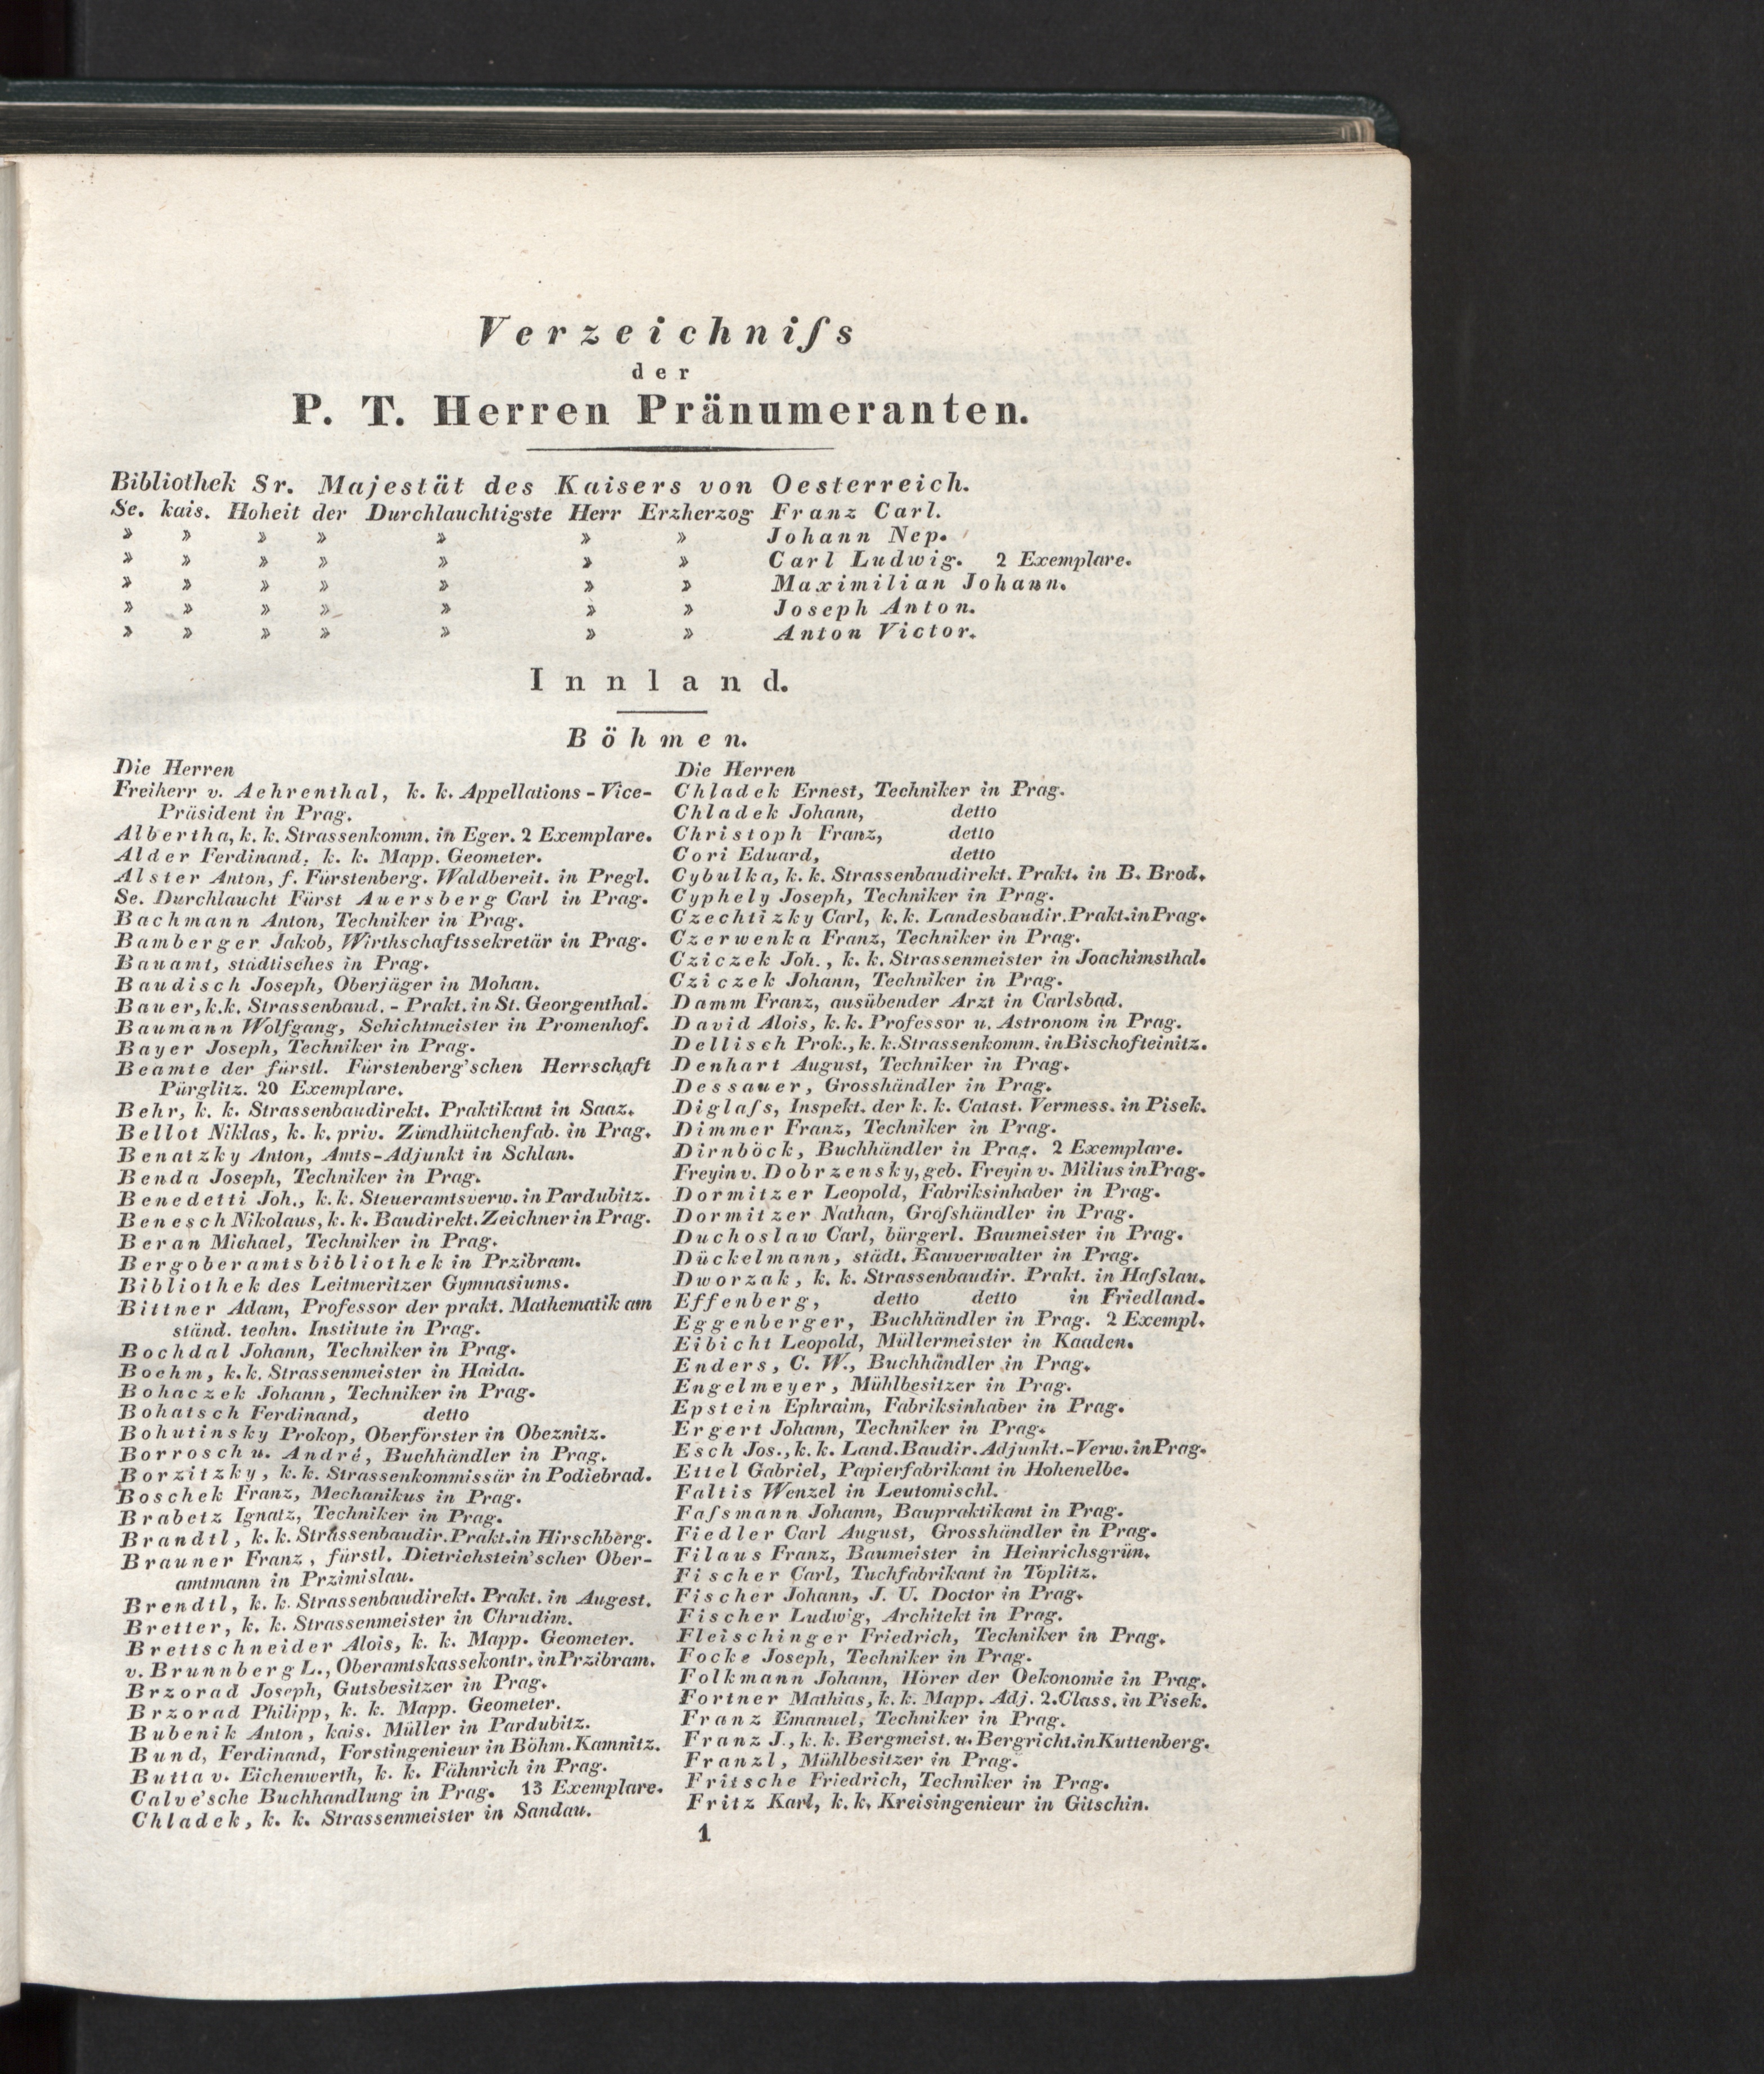 Verzeichniſs
der
P. T. Herren Pränumeranten.
Bibliothek Sr. Majestät des Kaisers von Oesterreich.
Se. kais. Hoheit der Durchlauchtigste Herr Erzherzog Franz Carl.
» » » » » » » Johann Nep.
» » » » » » » Carl Ludwig. 2 Exemplare.
» » » » » » » Maximilian Johann.
» » » » » » » Joseph Anton.
» » » » » » » Anton Victor.
Innland.
Böhmen.
Die Herren
Freiherr v. Aehrenthal, k. k. Appellations-Vice-
Präsident in Prag.
Albertha, k. k. Strassenkomm. in Eger. 2 Exemplare.
Alder Ferdinand, k. k. Mapp. Geometer.
Alster Anton, f. Fürstenberg. Waldbereit. in Pregl.
Se. Durchlaucht Fürst Auersberg Carl in Prag.
Bachmann Anton, Techniker in Prag.
Bamberger Jakob, Wirthschaftssekretär in Prag.
Bauamt, städtisches in Prag.
Baudisch Joseph, Oberjäger in Mohan.
Bauer, k.k. Strassenbaud.-Prakt. in St. Georgenthal.
Baumann Wolfgang, Schichtmeister in Promenhof.
Bayer Joseph, Techniker in Prag.
Beamte der fürstl. Fürstenberg'schen Herrschaft
Pürglitz. 20 Exemplare.
Behr, k. k. Strassenbaudirekt. Praktikant in Saaz.
Bellot Niklas, k. k. priv. Zündhütchenfab. in Prag.
Benatzky Anton, Amts-Adjunkt in Schlan.
Benda Joseph, Techniker in Prag.
Benedetti Joh., k. k. Steueramtsverw. in Pardubitz.
Benesch Nikolaus, k. k. Baudirekt. Zeichner in Prag.
Beran Michael, Techniker in Prag.
Bergoberamtsbibliothek in Przibram.
Bibliothek des Leitmeritzer Gymnasiums.
Bittner Adam, Professor der prakt. Mathematik am
ständ. techn. Institute in Prag.
Bochdal Johann, Techniker in Prag.
Boehm, k. k. Strassenmeister in Haida.
Bohaczek Johann, Techniker in Prag.
Bohatsch Ferdinand, detto
Bohutinsky Prokop, Oberförster in Obeznitz.
Borrosch u. André, Buchhändler in Prag.
Borzitzky, k. k. Strassenkommissär in Podiebrad.
Boschek Franz, Mechanikus in Prag.
Brabetz Ignatz, Techniker in Prag.
Brandtl, k. k. Strassenbaudir. Prakt. in Hirschberg.
Brauner Franz, fürstl. Dietrichstein'scher Ober-
amtmann in Przimislau.
Brendtl, k. k. Strassenbaudirekt. Prakt. in Augest.
Bretter, k. k. Strassenmeister in Chrudim.
Brettschneider Alois, k. k. Mapp. Geometer.
v. Brunnberg L., Oberamtskassekontr. in Przibram.
Brzorad Joseph, Gutsbesitzer in Prag.
Brzorad Philipp, k. k. Mapp. Geometer.
Bubenik Anton, kais. Müller in Pardubitz.
Bund, Ferdinand, Forstingenieur in Böhm. Kamnitz.
Butta v. Eichenwerth, k. k. Fähnrich in Prag.
Calve'sche Buchhandlung in Prag. 13 Exemplare.
Chladek, k. k. Strassenmeister in Sandau.
Die Herren
Chladek Ernest, Techniker in Prag.
Chladek Johann, detto
Christoph Franz, detto
Cori Eduard, detto
Cybulka, k. k. Strassenbaudirekt. Prakt. in B. Brod.
Cyphely Joseph, Techniker in Prag.
Czechtizky Carl, k. k. Landesbaudir. Prakt. in Prag.
Czerwenka Franz, Techniker in Prag.
Cziczek Joh., k. k. Strassenmeister in Joachimsthal.
Cziczek Johann, Techniker in Prag.
Damm Franz, ausübender Arzt in Carlsbad.
David Alois, k. k. Professor u. Astronom in Prag.
Dellisch Prok., k. k. Strassenkomm. in Bischofteinitz.
Denhart August, Techniker in Prag.
Dessauer, Grosshändler in Prag.
Diglaſs, Inspekt. der k. k. Catast. Vermess. in Pisek.
Dimmer Franz, Techniker in Prag.
Dirnböck, Buchhändler in Prag. 2 Exemplare.
Freyin v. Dobrzensky, geb. Freyin v. Milius in Prag.
Dormitzer Leopold, Fabriksinhaber in Prag.
Dormitzer Nathan, Groſshändler in Prag.
Duchoslaw Carl, bürgerl. Baumeister in Prag.
Dückelmann, städt. Bauverwalter in Prag.
Dworzak, k. k. Strassenbaudir. Prakt. in Haſslau.
Effenberg, detto detto in Friedland.
Eggenberger, Buchhändler in Prag. 2 Exempl.
Eibicht Leopold, Müllermeister in Kaaden.
Enders, C. W., Buchhändler in Prag.
Engelmeyer, Mühlbesitzer in Prag.
Epstein Ephraim, Fabriksinhaber in Prag.
Ergert Johann, Techniker in Prag.
Esch Jos., k. k. Land. Baudir. Adjunkt.-Verw. in Prag.
Ettel Gabriel, Papierfabrikant in Hohenelbe.
Faltis Wenzel in Leutomischl.
Faſsmann Johann, Baupraktikant in Prag.
Fiedler Carl August, Grosshändler in Prag.
Filaus Franz, Baumeister in Heinrichsgrün.
Fischer Carl, Tuchfabrikant in Töplitz.
Fischer Johann, J. U. Doctor in Prag.
Fischer Ludwig, Architekt in Prag.
Fleischinger Friedrich, Techniker in Prag.
Focke Joseph, Techniker in Prag.
Folkmann Johann, Hörer der Oekonomie in Prag.
Fortner Mathias, k. k. Mapp. Adj. 2. Class. in Pisek.
Franz Emanuel, Techniker in Prag.
Franz J., k. k. Bergmeist. u. Bergricht. in Kuttenberg.
Franzl, Mühlbesitzer in Prag.
Fritsche Friedrich, Techniker in Prag.
Fritz Karl, k. k. Kreisingenieur in Gitschin.
1